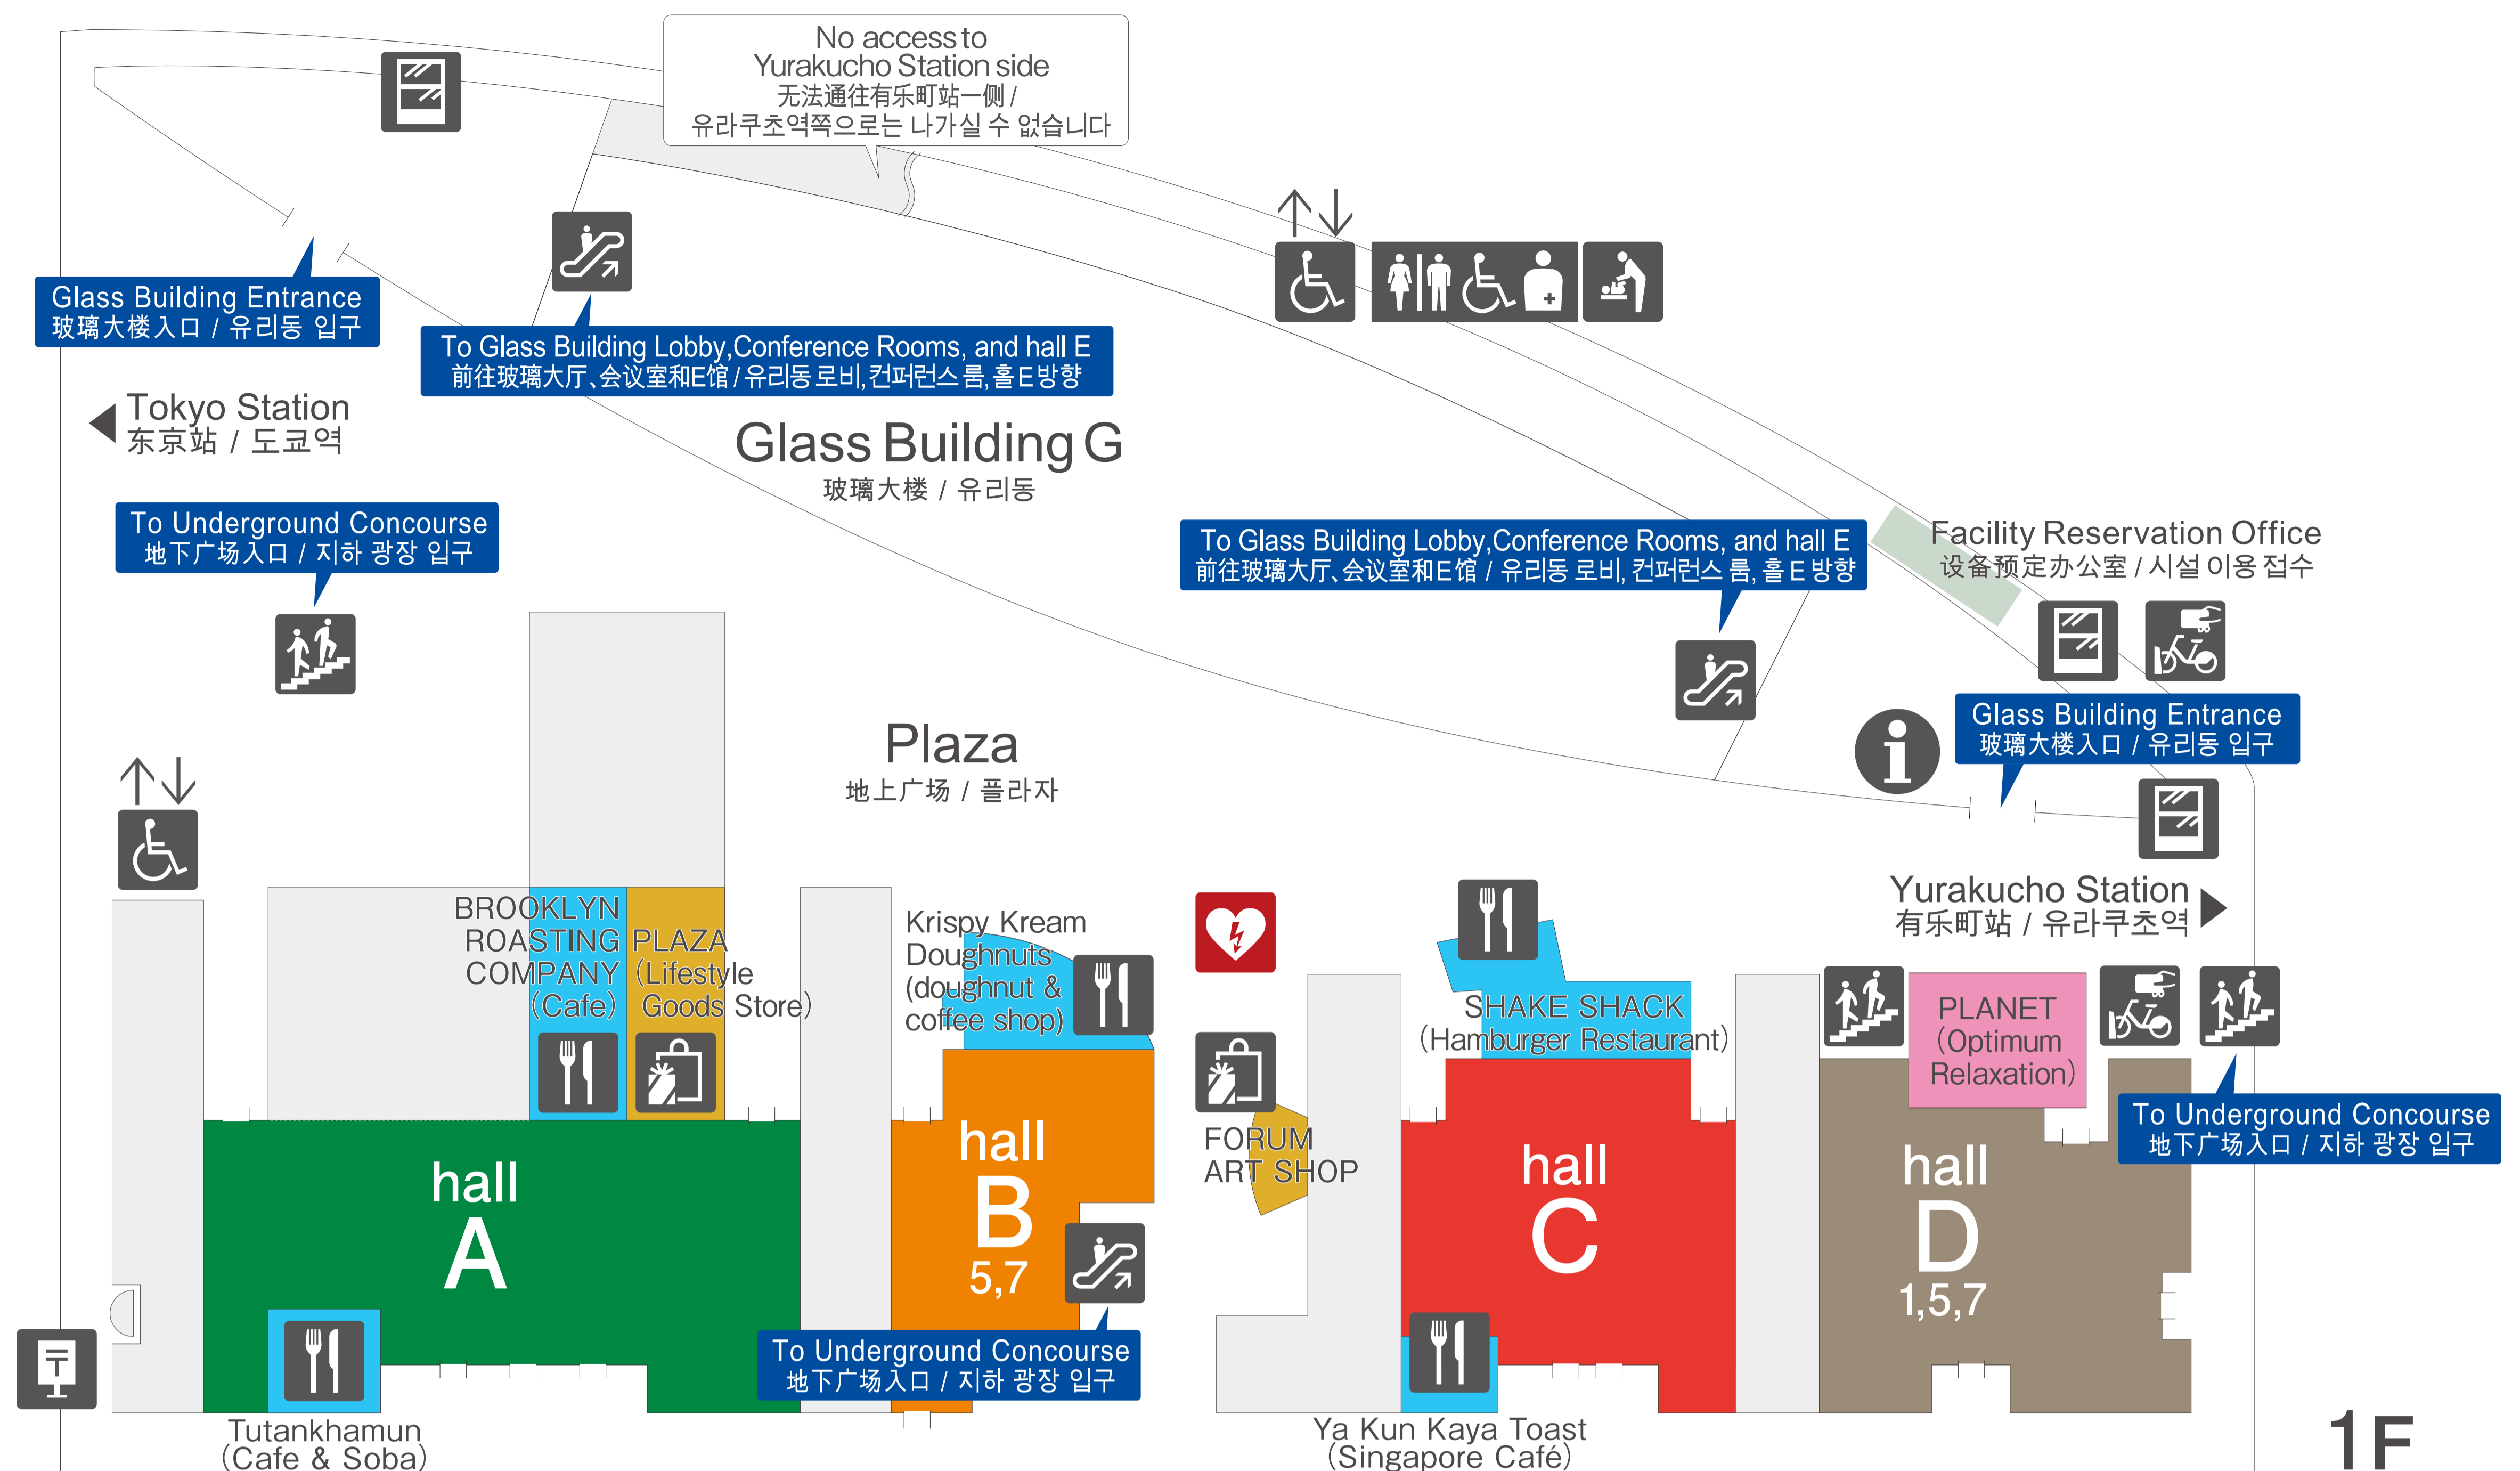 No access to
Yurakucho Station side
无法通往有乐町站一侧 /
유라쿠초역쪽으로는 나가실 수 없습니다
Glass Building Entrance
玻璃大楼入口 / 유리동 입구
To Glass Building Lobby,Conference Rooms, and hall E
前往玻璃大厅、会议室和E馆 / 유리동 로비, 컨퍼런스 룸, 홀 E 방향
Tokyo Station
东京站 / 도쿄역
Glass Building G
玻璃大楼 / 유리동
To Underground Concourse
地下广场入口 / 지하 광장 입구
To Glass Building Lobby,Conference Rooms, and hall E
前往玻璃大厅、会议室和E馆 / 유리동 로비, 컨퍼런스 룸, 홀 E 방향
Facility Reservation Office
设备预定办公室 / 시설 이용 접수
Glass Building Entrance
玻璃大楼入口 / 유리동 입구
Plaza
地上广场 / 플라자
Yurakucho Station
有乐町站 / 유라쿠초역
BROOKLYN
ROASTING
COMPANY
(Cafe)
PLAZA
(Lifestyle
Goods Store)
Krispy Kream
Doughnuts
(doughnut &
coffee shop)
SHAKE SHACK
(Hamburger Restaurant)
PLANET
(Optimum
Relaxation)
To Underground Concourse
地下广场入口 / 지하 광장 입구
FORUM
ART SHOP
hall
A
hall
B
5,7
hall
C
hall
D
1,5,7
To Underground Concourse
地下广场入口 / 지하 광장 입구
Tutankhamun
(Cafe & Soba)
Ya Kun Kaya Toast
(Singapore Café)
1F